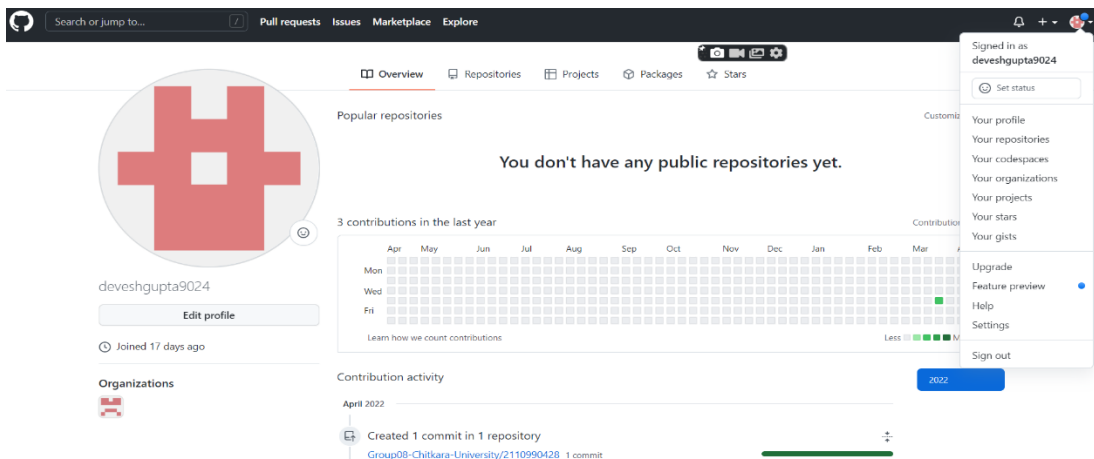 Search or jump to... /
Pull requests Issues Marketplace Explore
Overview Repositories Projects Packages Stars
Popular repositories
You don't have any public repositories yet.
3 contributions in the last year
Apr May Jun Jul Aug Sep Oct Nov Dec Jan Feb Mar
Mon
Wed
Fri
Learn how we count contributions
Less
deveshgupta9024
Edit profile
Joined 17 days ago
Organizations
Contribution activity
2022
April 2022
Created 1 commit in 1 repository
Group08-Chitkara-University/2110990428 1 commit
Signed in as
deveshgupta9024
Set status
Your profile
Your repositories
Your codespaces
Your organizations
Your projects
Your stars
Your gists
Upgrade
Feature preview
Help
Settings
Sign out